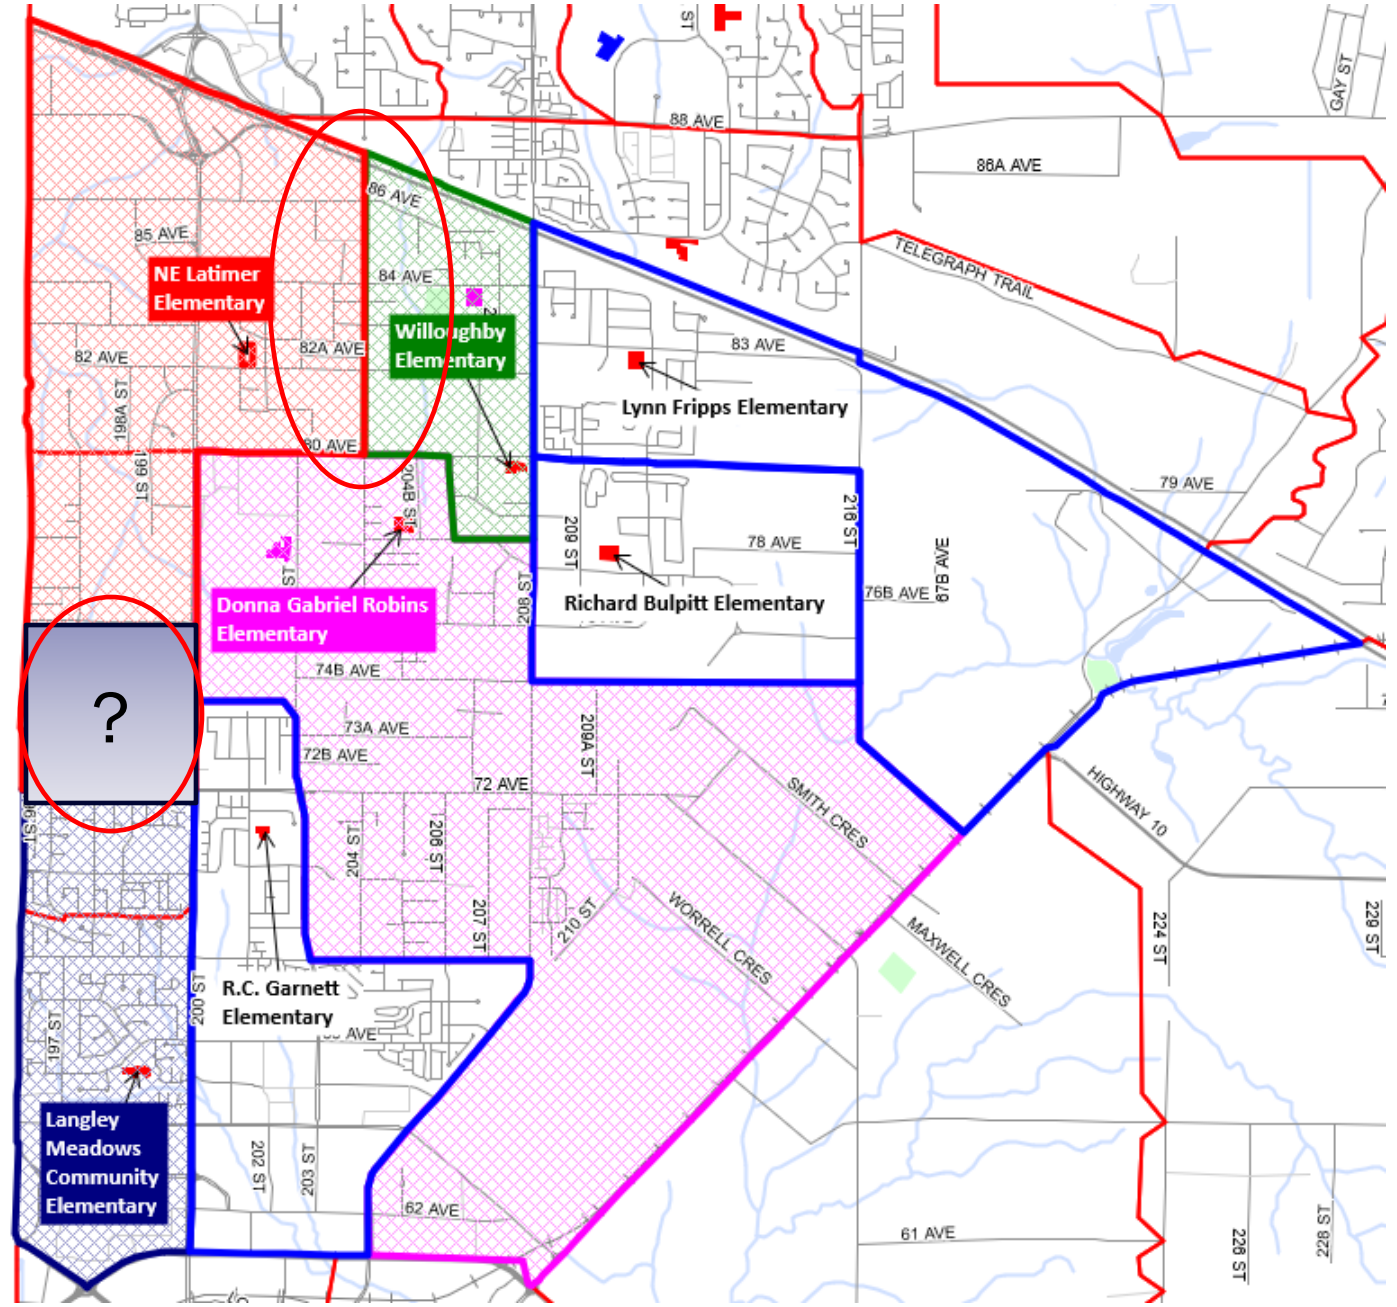 ST
GAY ST
88 AVE
86A AVE
86 AVE
85 AVE
TELEGRAPH TRAIL
NE Latimer
Elementary
84 AVE
Willoughby
Elementary
83 AVE
82A AVE
82 AVE
198A ST
Lynn Fripps Elementary
80 AVE
199 ST
204B ST
79 AVE
216 ST
209 ST
78 AVE
67B AVE
76B AVE
Richard Bulpitt Elementary
ST
208 ST
Donna Gabriel Robins
Elementary
74B AVE
?
73A AVE
209A ST
72B AVE
72 AVE
SMITH CRES
HIGHWAY 10
204 ST
206 ST
207 ST
210 ST
WORRELL CRES
MAXWELL CRES
224 ST
229 ST
200 ST
R.C. Garnett
Elementary
AVE
197 ST
Langley
Meadows
Community
Elementary
202 ST
203 ST
62 AVE
61 AVE
226 ST
228 ST